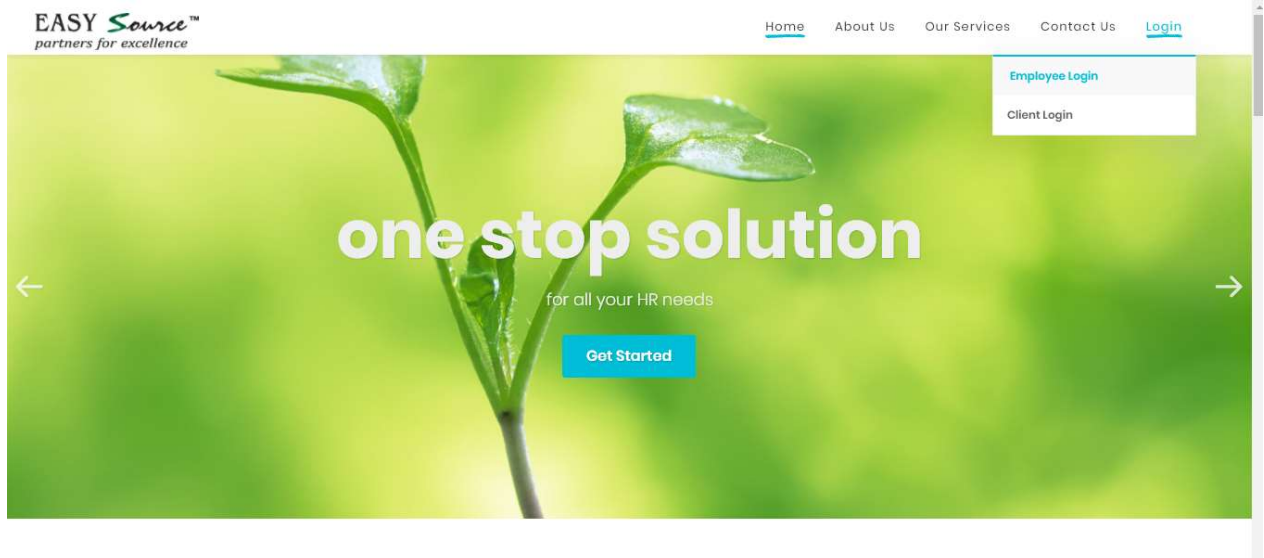 EASY Source™
partners for excellence
Home About Us Our Services Contact Us Login
Employee Login
Client Login
one stop solution
for all your HR needs
Get Started